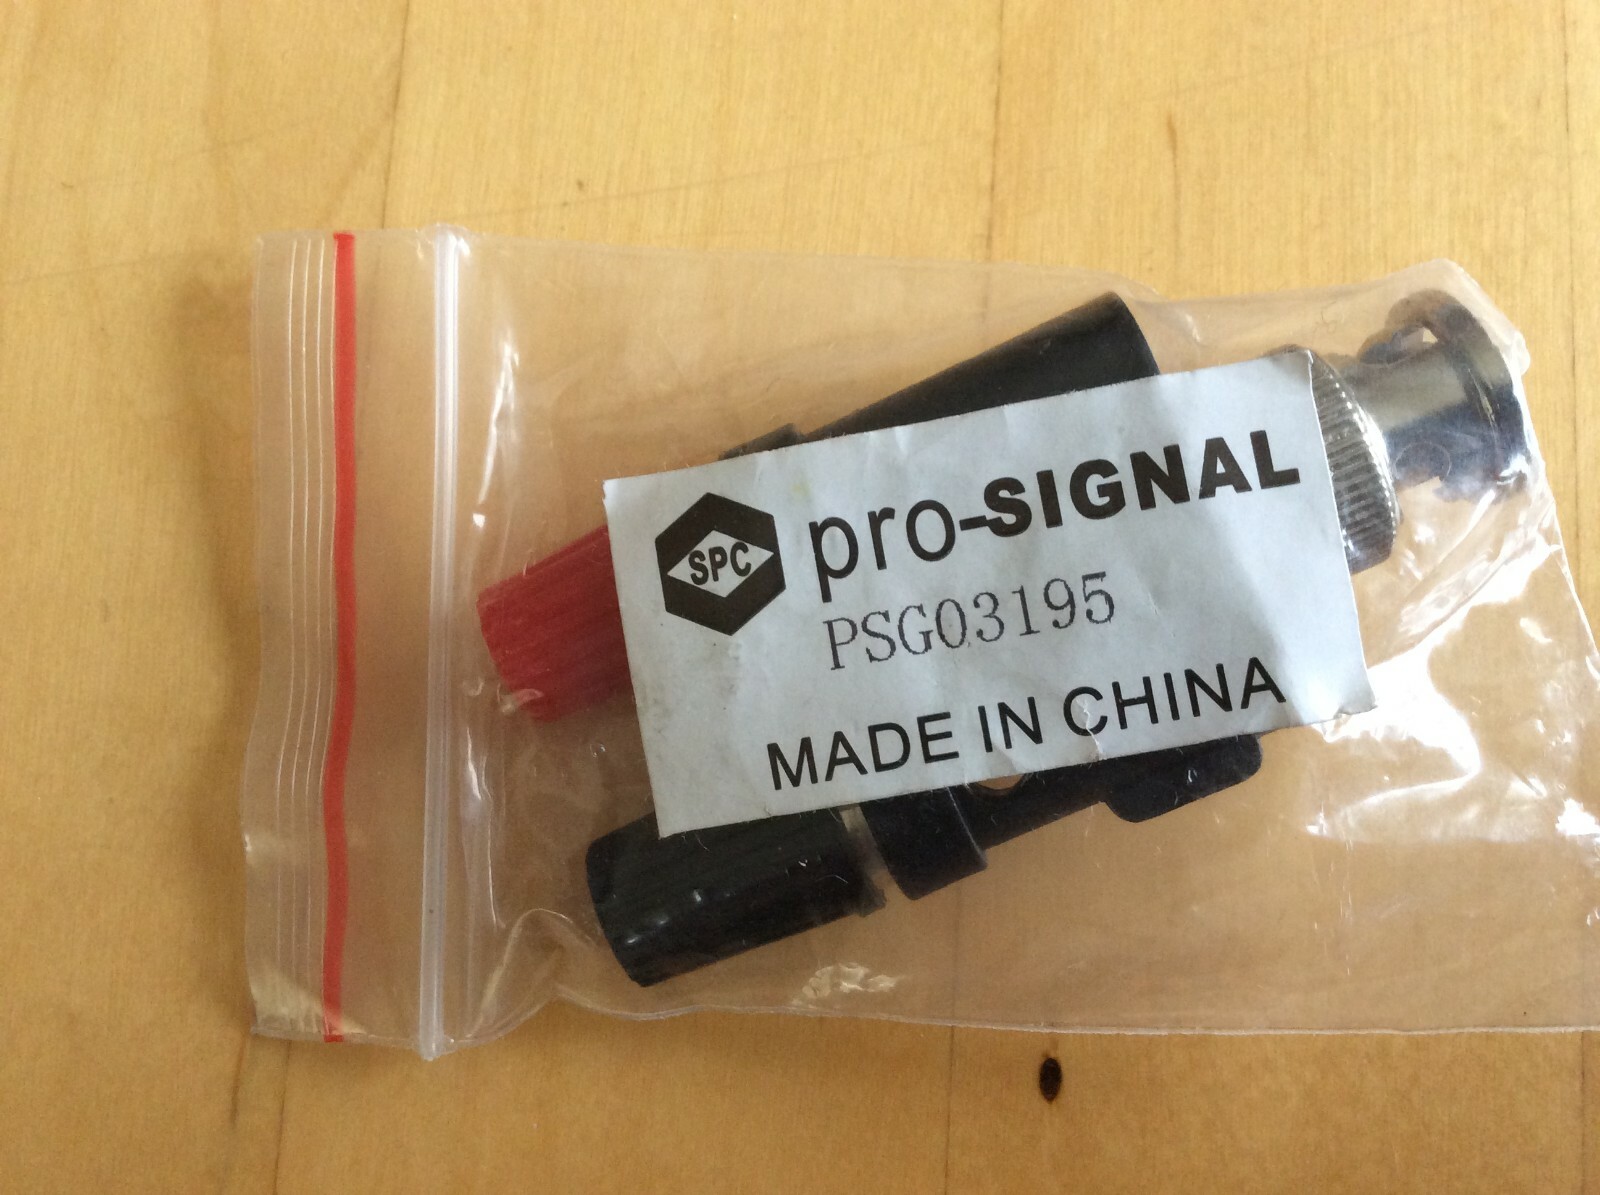 SPC
pro-SIGNAL
PSG03195
MADE IN CHINA